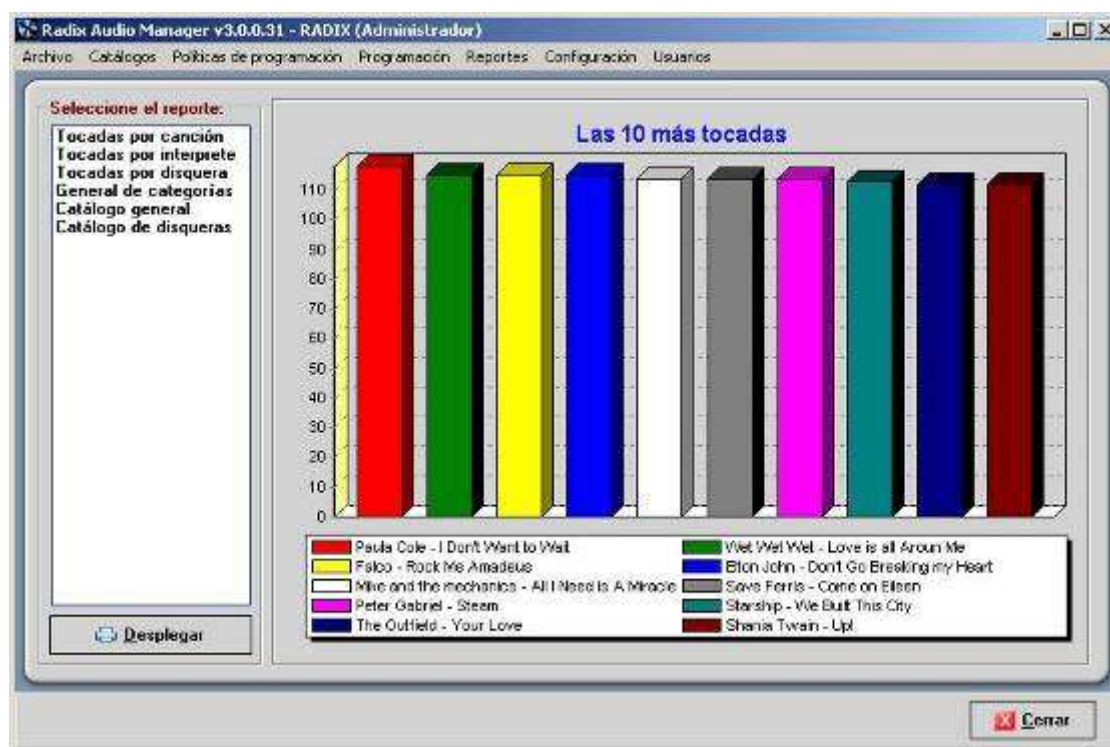 Radix Audio Manager v3.0.0.31 - RADIX (Administrador)
Archivo Catálogos Políticas de programación Programación Reportes Configuración Usuarios
Seleccione el reporte:
Tocadas por canción
Tocadas por interprete
Tocadas por disquera
General de categorías
Catálogo general
Catálogo de disqueras
Desplegar
Las 10 más tocadas
110
100
90
80
70
60
50
40
30
20
10
0
Paula Cole - I Don't Want to Wait
Wet Wet Wet - Love is all Aroun Me
Falco - Rock Me Amadeus
Elton John - Don't Go Breaking my Heart
Mike and the mechanics - All I Need is A Miracle
Save Ferris - Come on Eileen
Peter Gabriel - Steam
Starship - We Built This City
The Outfield - Your Love
Shania Twain - Up!
Cerrar